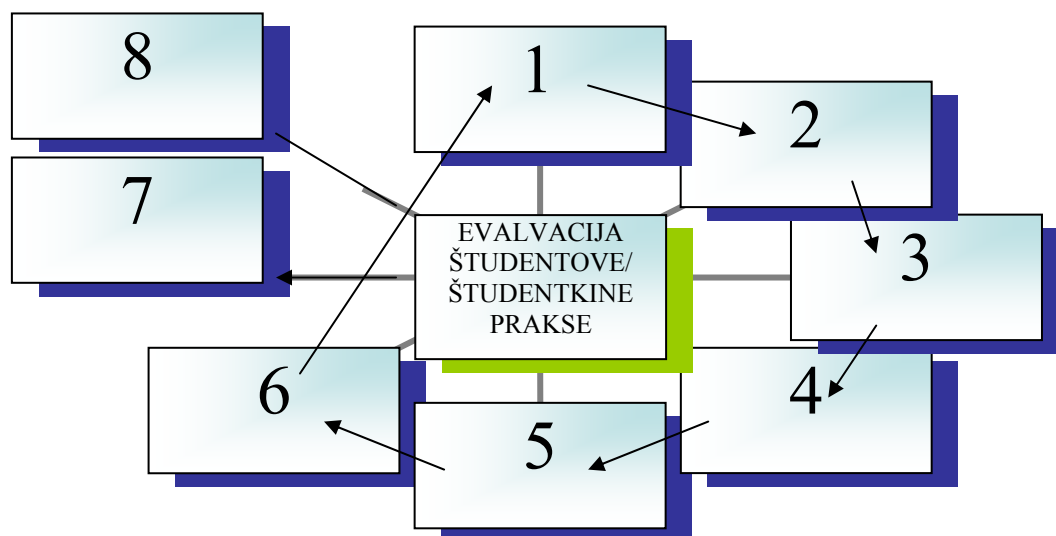 8
1
2
7
EVALVACIJA
ŠTUDENTOVE/
ŠTUDENTKINE
PRAKSE
3
6
5
4